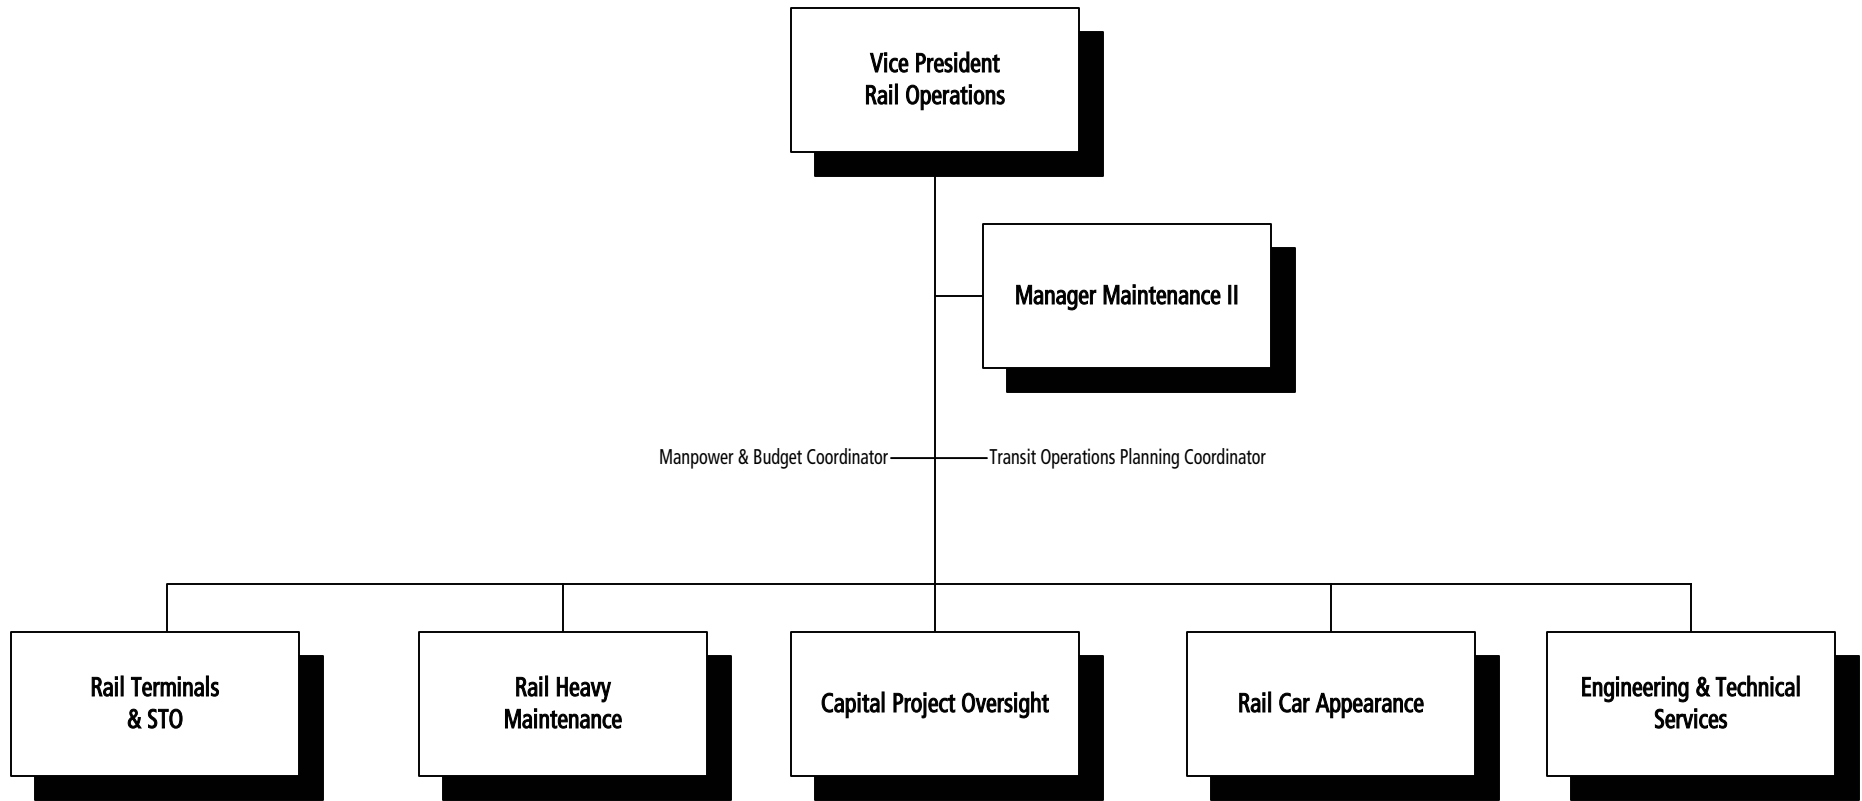 Vice President
Rail Operations
Manager Maintenance II
Manpower & Budget Coordinator
Transit Operations Planning Coordinator
Rail Terminals
& STO
Rail Heavy
Maintenance
Capital Project Oversight
Rail Car Appearance
Engineering & Technical
Services